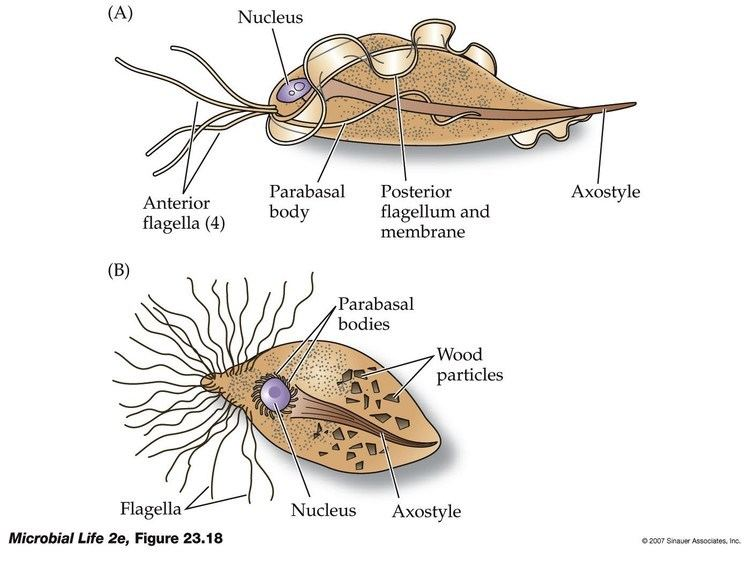 (A)
Nucleus
Anterior
flagella (4)
Parabasal
body
Posterior
flagellum and
membrane
Axostyle
(B)
Parabasal
bodies
Wood
particles
Flagella
Nucleus
Axostyle
Microbial Life 2e, Figure 23.18
© 2007 Sinauer Associates, Inc.